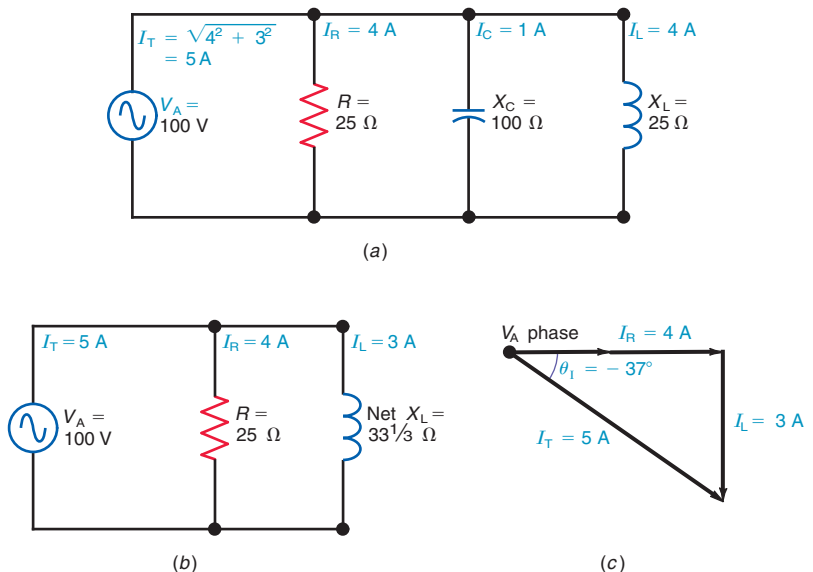 I_T = √4² + 3²
= 5 A
I_R = 4 A
I_C = 1 A
I_L = 4 A
V_A =
100 V
R =
25 Ω
X_C =
100 Ω
X_L =
25 Ω
(a)
I_T = 5 A
I_R = 4 A
I_L = 3 A
V_A =
100 V
R =
25 Ω
Net X_L =
33⅓ Ω
(b)
V_A phase
I_R = 4 A
θ_I = − 37°
I_T = 5 A
I_L = 3 A
(c)